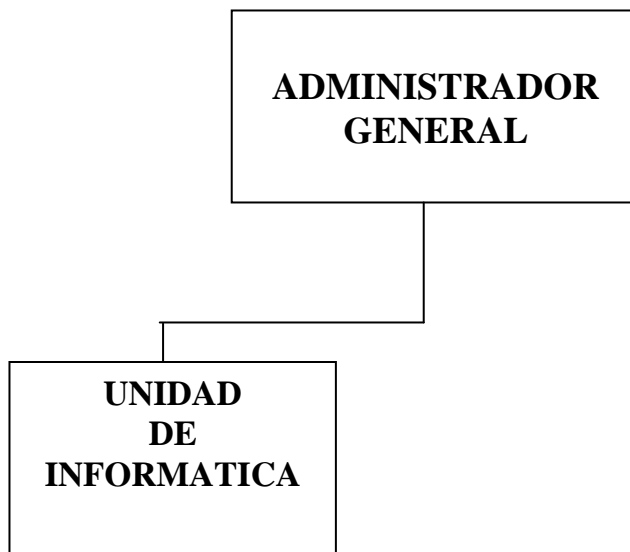 ADMINISTRADOR
GENERAL
UNIDAD
DE
INFORMATICA